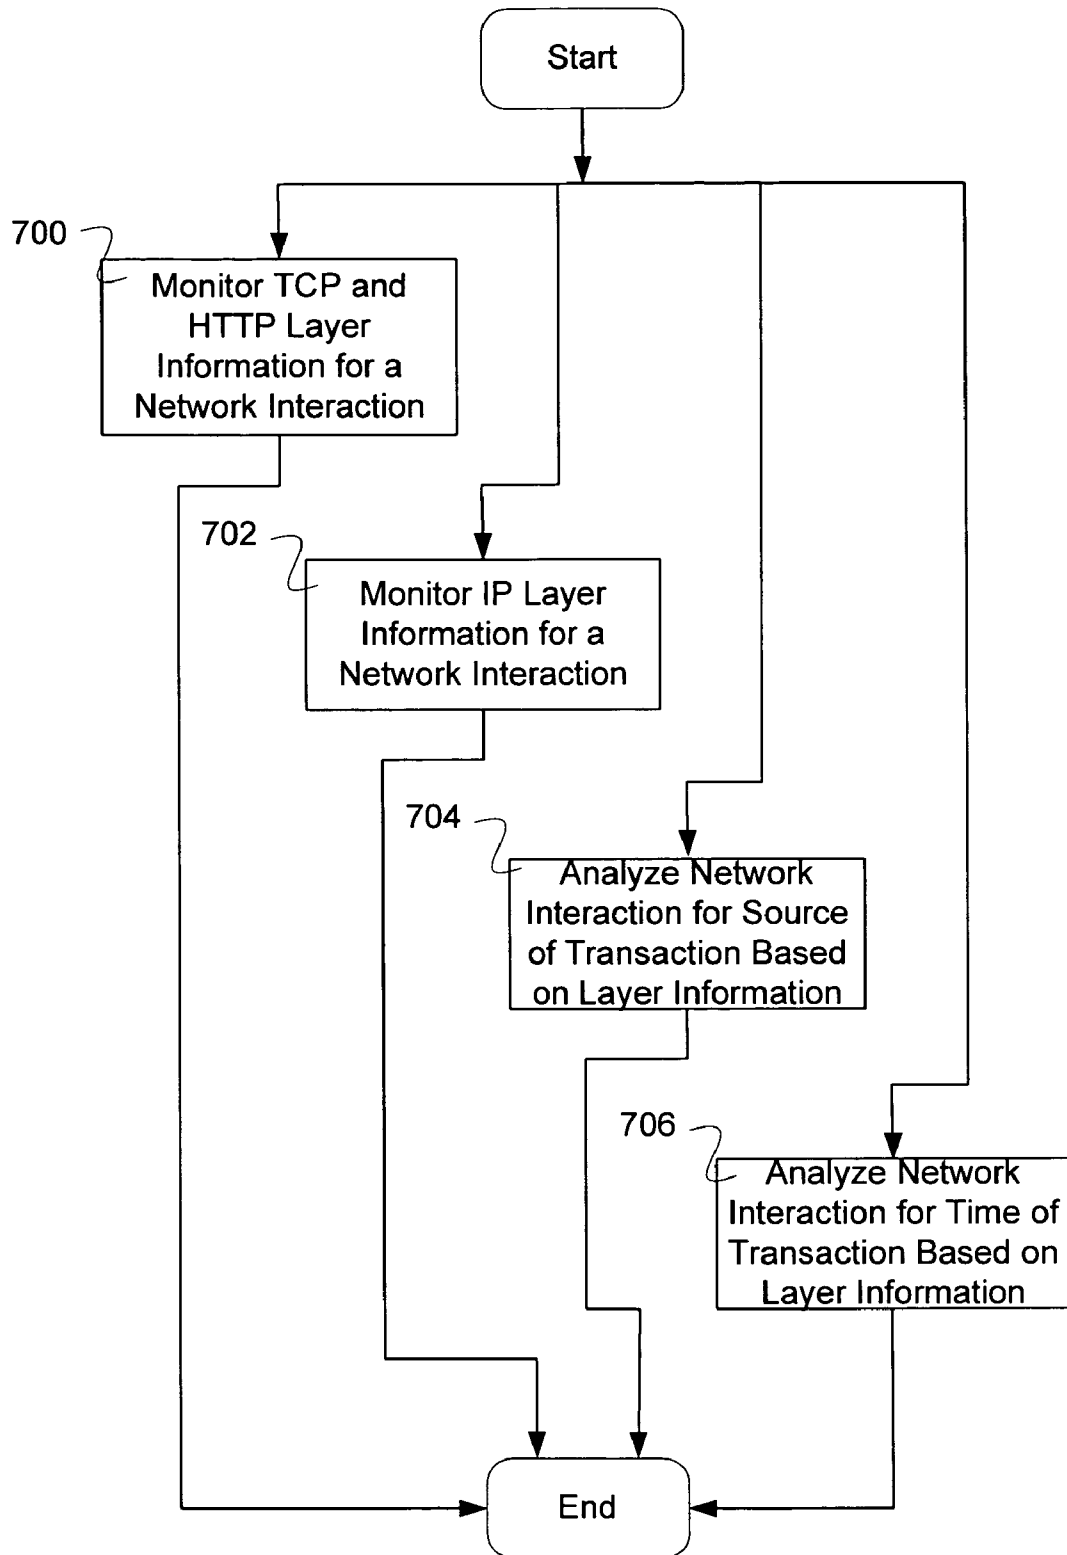 Start
700
Monitor TCP and
HTTP Layer
Information for a
Network Interaction
702
Monitor IP Layer
Information for a
Network Interaction
704
Analyze Network
Interaction for Source
of Transaction Based
on Layer Information
706
Analyze Network
Interaction for Time of
Transaction Based on
Layer Information
End